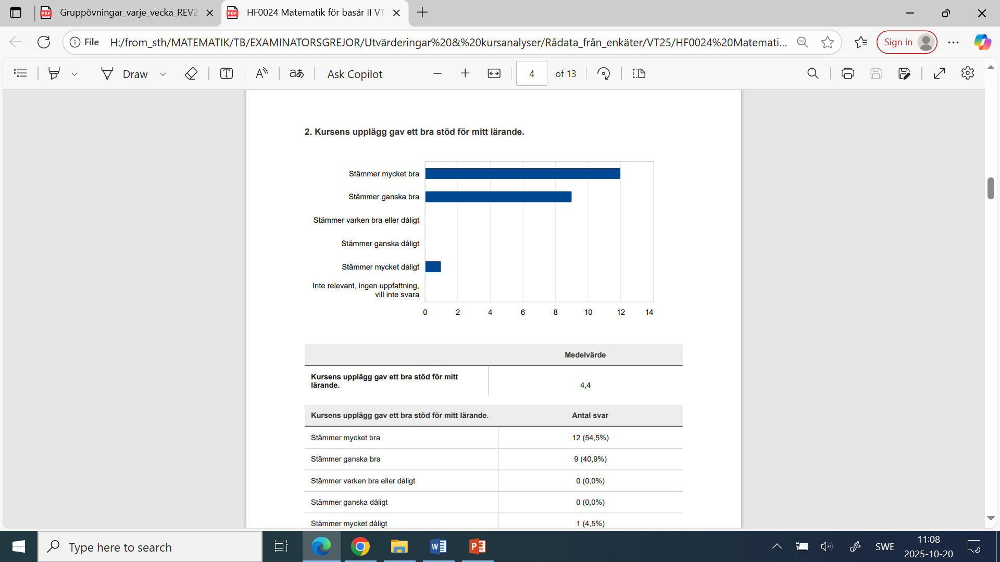 Gruppövningar_varje_vecka_REV2
HF0024 Matematik för basår II VT
File H:/from_sth/MATEMATIK/TB/EXAMINATORSGREJOR/Utvärderingar%20&%20kursanalyser/Rådata_från_enkäter/VT25/HF0024%20Matemati...
Sign in
Draw
aあ
Ask Copilot
4 of 13
2. Kursens upplägg gav ett bra stöd för mitt lärande.
Stämmer mycket bra
Stämmer ganska bra
Stämmer varken bra eller dåligt
Stämmer ganska dåligt
Stämmer mycket dåligt
Inte relevant, ingen uppfattning,
vill inte svara
0 2 4 6 8 10 12 14
Medelvärde
Kursens upplägg gav ett bra stöd för mitt
lärande.
4,4
Kursens upplägg gav ett bra stöd för mitt lärande. Antal svar
Stämmer mycket bra 12 (54,5%)
Stämmer ganska bra 9 (40,9%)
Stämmer varken bra eller dåligt 0 (0,0%)
Stämmer ganska dåligt 0 (0,0%)
Stämmer mycket dåligt 1 (4,5%)
Type here to search
SWE
11:08
2025-10-20